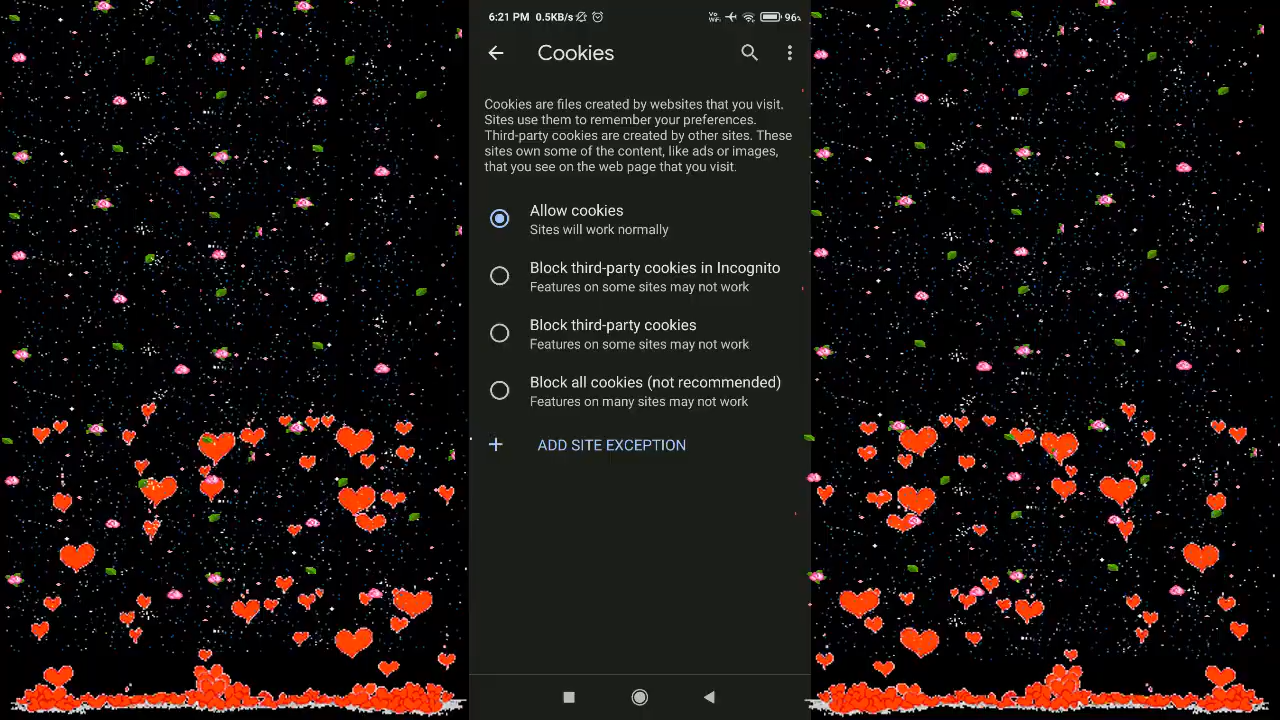 6:21 PM 0.5KB/s Vo WiFi 96%
Cookies
Cookies are files created by websites that you visit.
Sites use them to remember your preferences.
Third-party cookies are created by other sites. These
sites own some of the content, like ads or images,
that you see on the web page that you visit.
Allow cookies
Sites will work normally
Block third-party cookies in Incognito
Features on some sites may not work
Block third-party cookies
Features on some sites may not work
Block all cookies (not recommended)
Features on many sites may not work
+ ADD SITE EXCEPTION